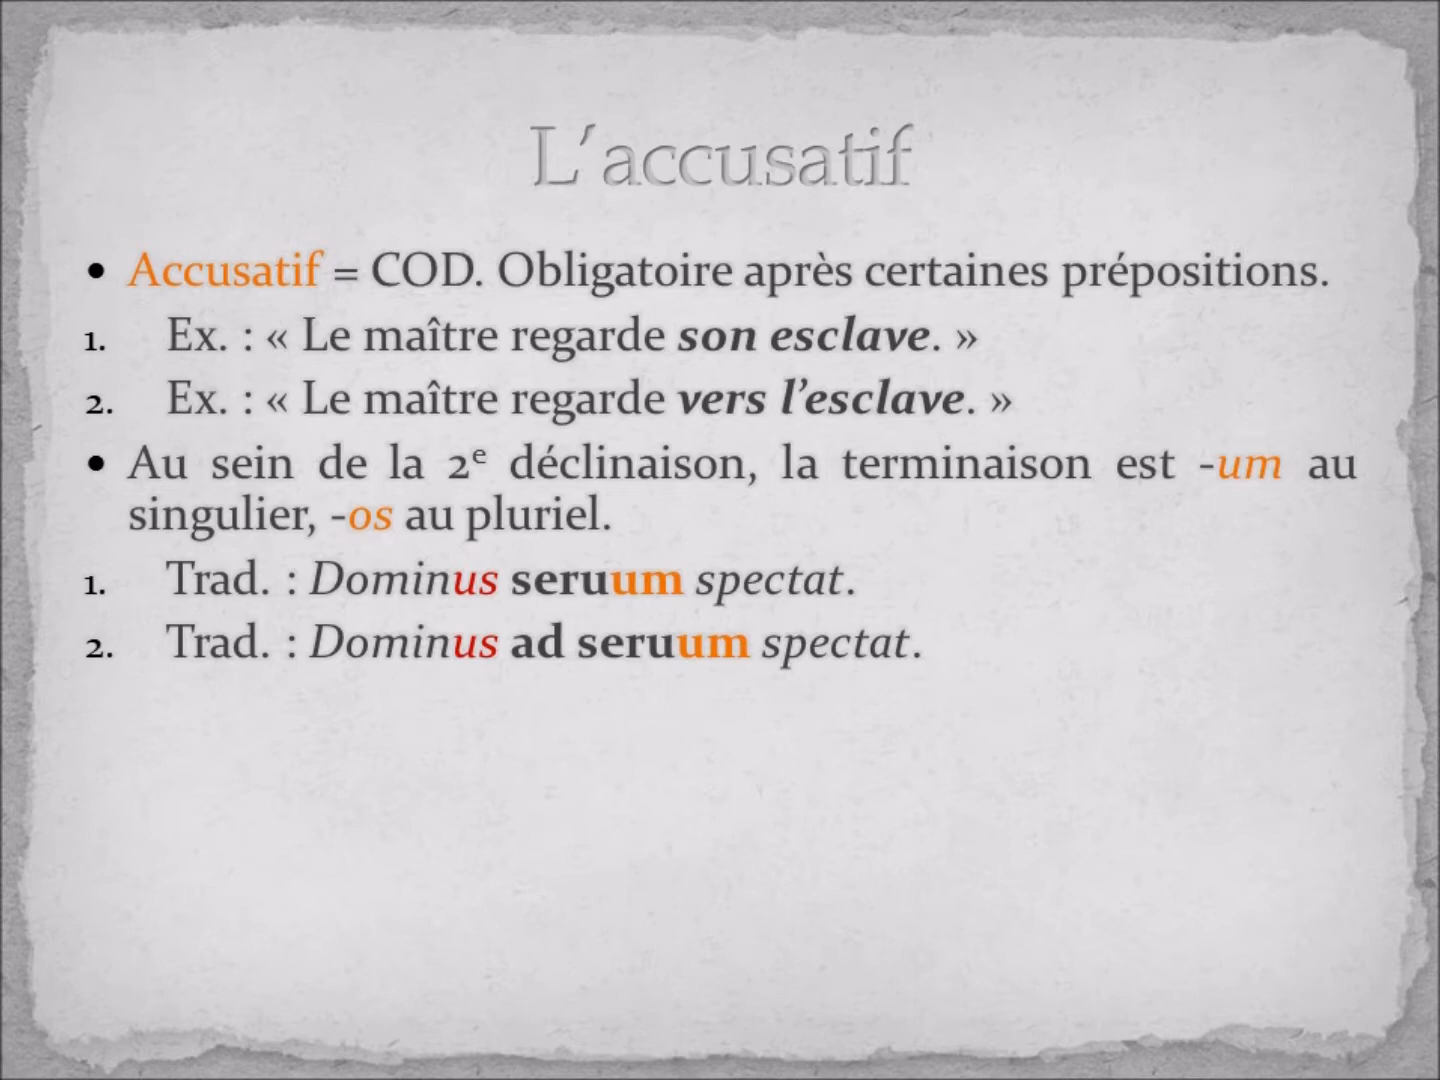 L'accusatif
• Accusatif = COD. Obligatoire après certaines prépositions.
1. Ex. : « Le maître regarde son esclave. »
2. Ex. : « Le maître regarde vers l'esclave. »
• Au sein de la 2e déclinaison, la terminaison est -um au
singulier, -os au pluriel.
1. Trad. : Dominus seruum spectat.
2. Trad. : Dominus ad seruum spectat.